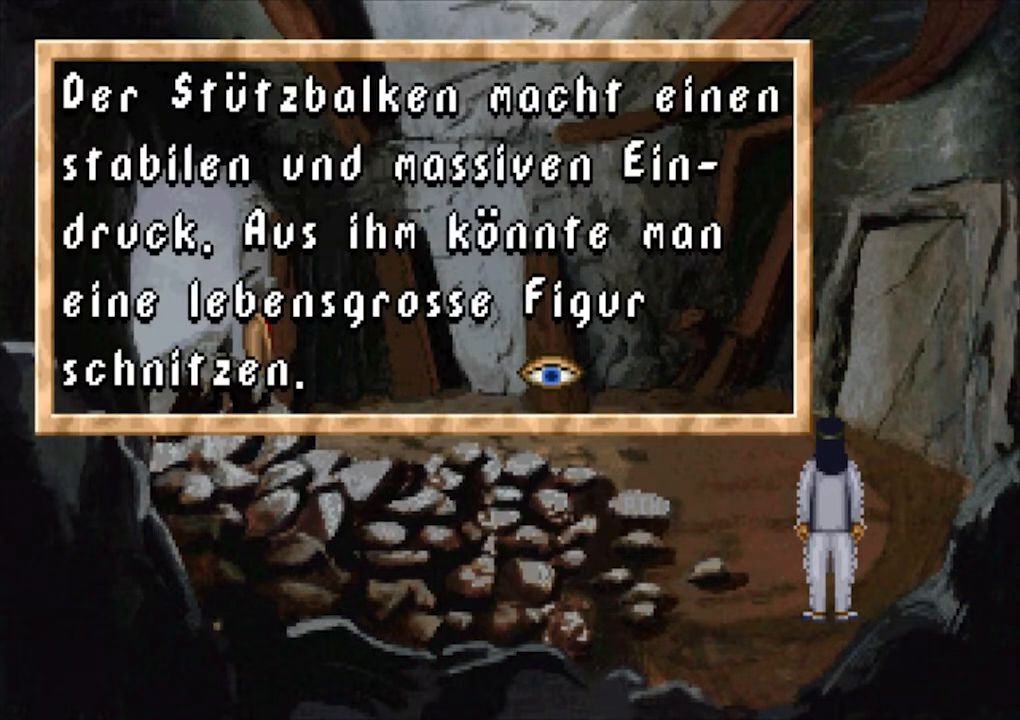 Der Stützbalken macht einen
stabilen und massiven Ein-
druck. Aus ihm könnte man
eine lebensgrosse Figur
schnitzen.